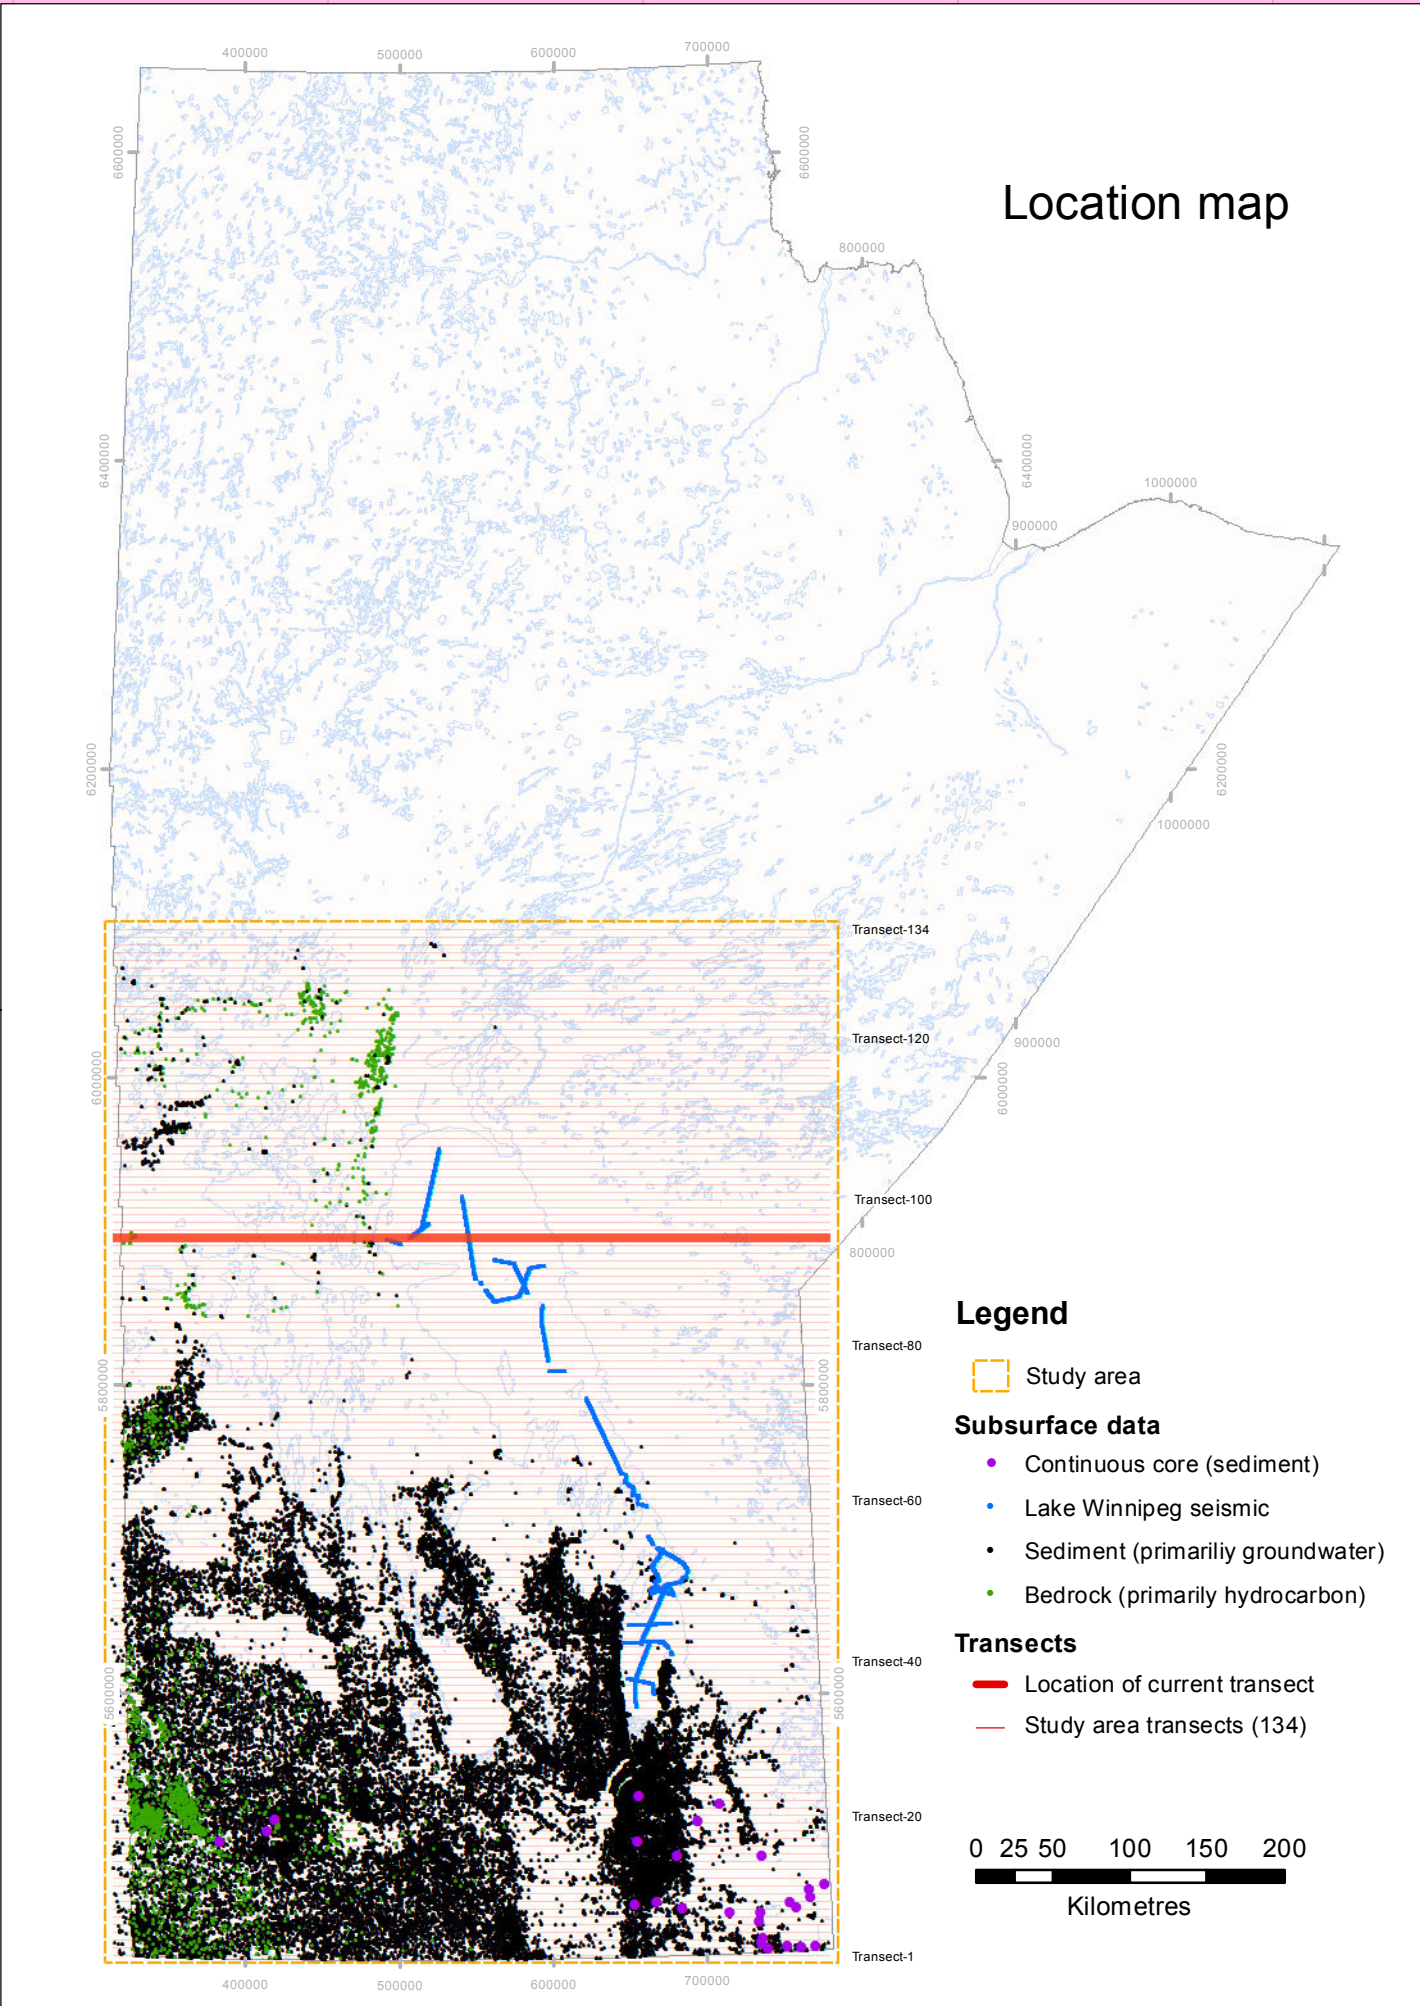 400000
500000
600000
700000
6600000
6600000
Location map
800000
6400000
6400000
1000000
900000
6200000
6200000
1000000
Transect-134
Transect-120
900000
6000000
6000000
Transect-100
800000
Legend
Transect-80
Study area
5800000
5800000
Subsurface data
Continuous core (sediment)
Transect-60
Lake Winnipeg seismic
Sediment (primariliy groundwater)
Bedrock (primarily hydrocarbon)
Transects
Transect-40
Location of current transect
5600000
5600000
Study area transects (134)
Transect-20
0 25 50 100 150 200
Kilometres
Transect-1
400000
500000
600000
700000